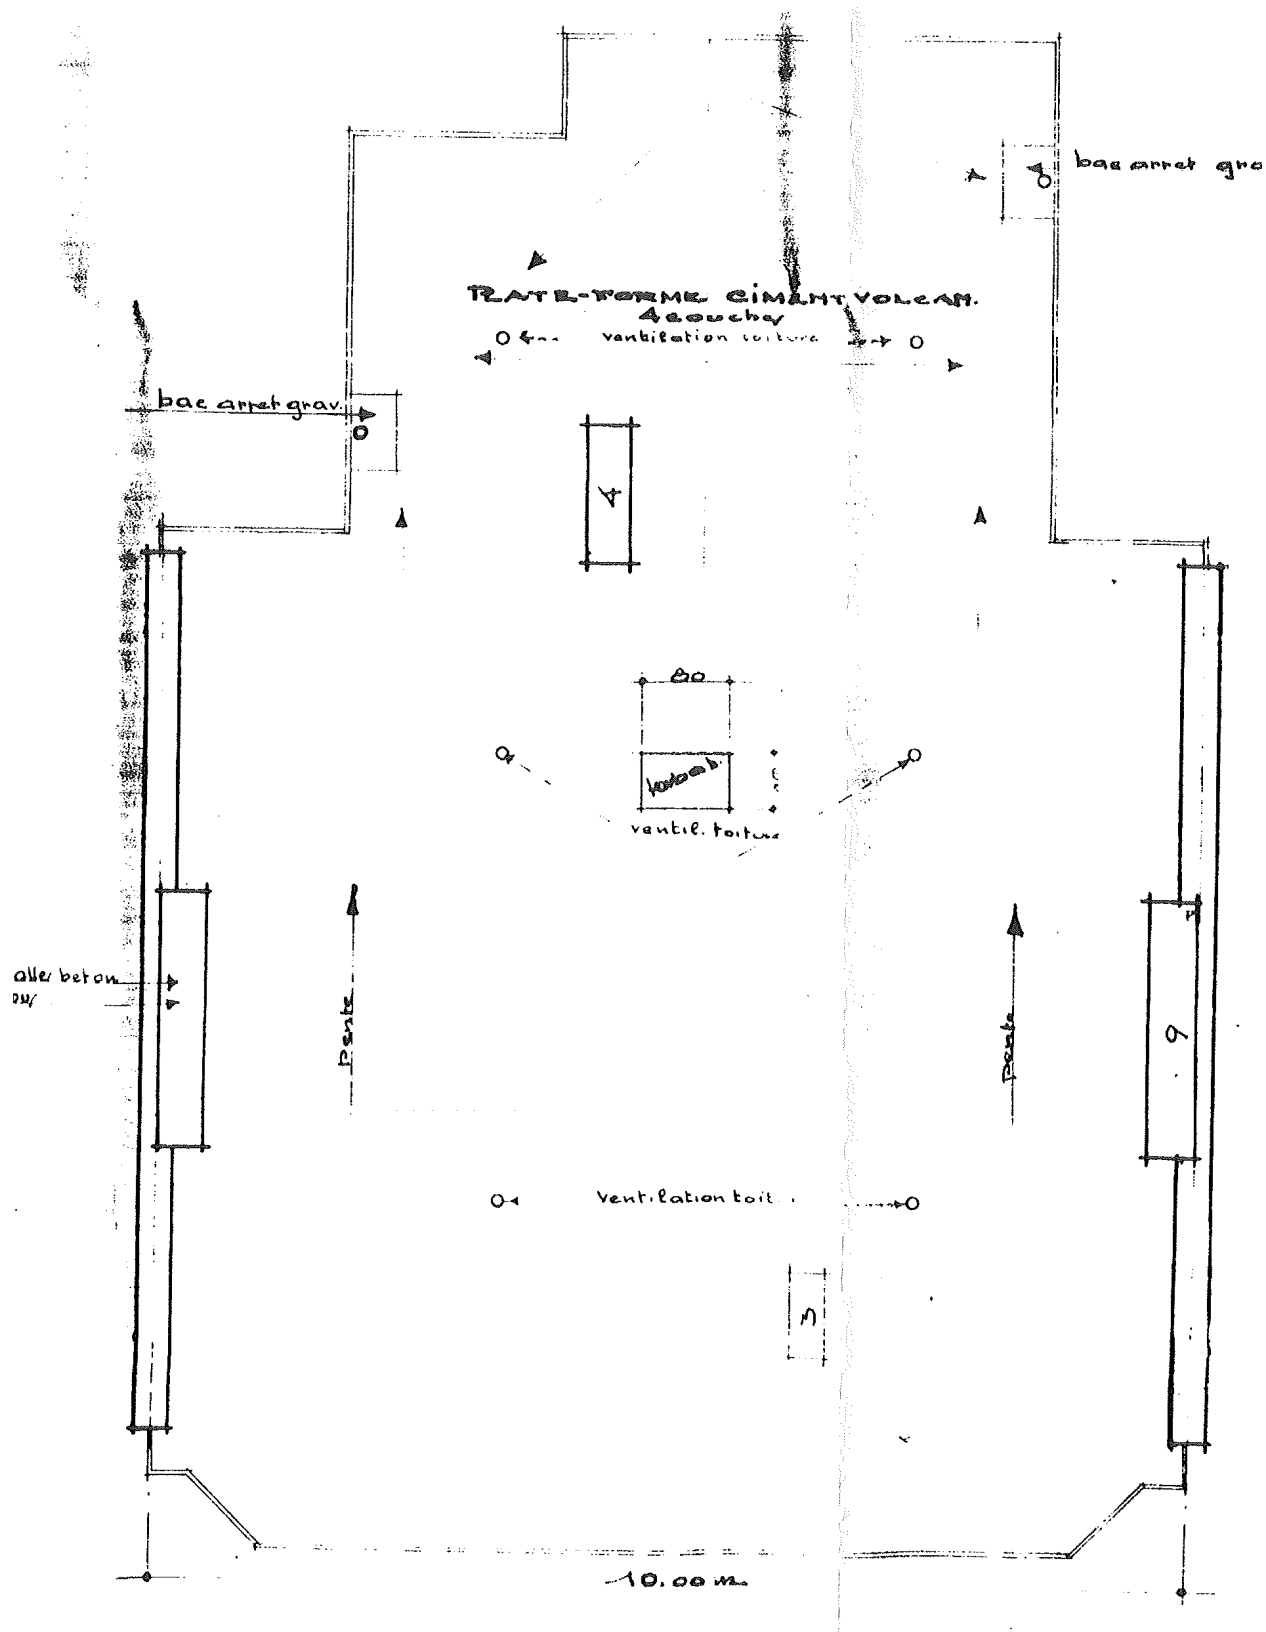 bac arret gra
PLATE-FORME CIMENT VOLCAN.
4 couches
ventilation toiture
bac arret grav.
4
80
ventil. toiture
alle beton
Pente
Pente
9
ventilation toit
3
10.00 m